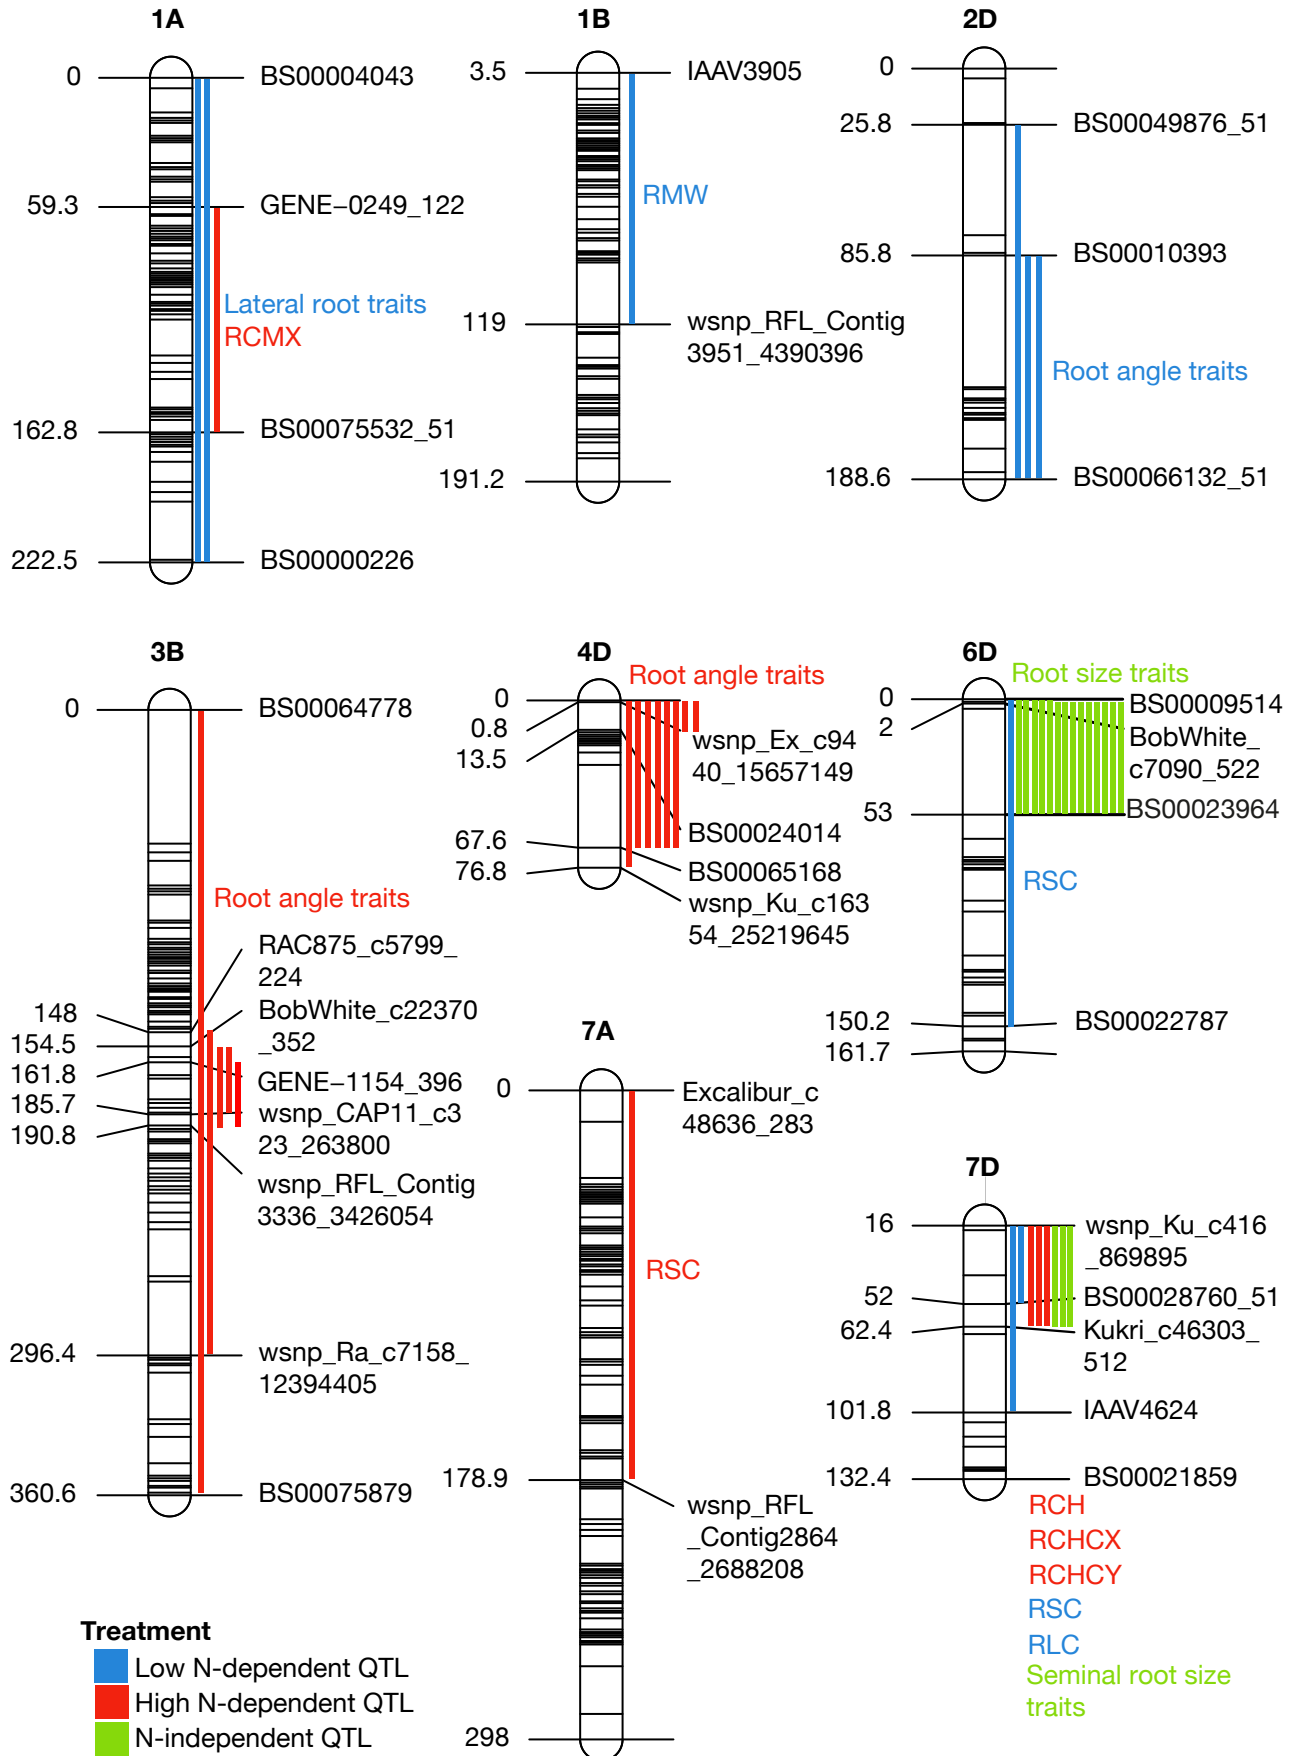 1A
0
BS00004043
59.3
GENE–0249_122
Lateral root traits
RCMX
162.8
BS00075532_51
222.5
BS00000226
1B
3.5
IAAV3905
RMW
119
wsnp_RFL_Contig
3951_4390396
191.2
2D
0
25.8
BS00049876_51
85.8
BS00010393
Root angle traits
188.6
BS00066132_51
3B
0
BS00064778
Root angle traits
RAC875_c5799_
224
148
BobWhite_c22370
_352
154.5
161.8
GENE–1154_396
185.7
wsnp_CAP11_c3
23_263800
190.8
wsnp_RFL_Contig
3336_3426054
296.4
wsnp_Ra_c7158_
12394405
360.6
BS00075879
4D
Root angle traits
0
0.8
wsnp_Ex_c94
40_15657149
13.5
BS00024014
67.6
BS00065168
76.8
wsnp_Ku_c163
54_25219645
6D
Root size traits
0
BS00009514
2
BobWhite_
c7090_522
53
BS00023964
RSC
150.2
BS00022787
161.7
7A
0
Excalibur_c
48636_283
RSC
178.9
wsnp_RFL
_Contig2864
_2688208
298
7D
16
wsnp_Ku_c416
_869895
52
BS00028760_51
62.4
Kukri_c46303_
512
101.8
IAAV4624
132.4
BS00021859
RCH
RCHCX
RCHCY
RSC
RLC
Seminal root size
traits
Treatment
Low N-dependent QTL
High N-dependent QTL
N-independent QTL